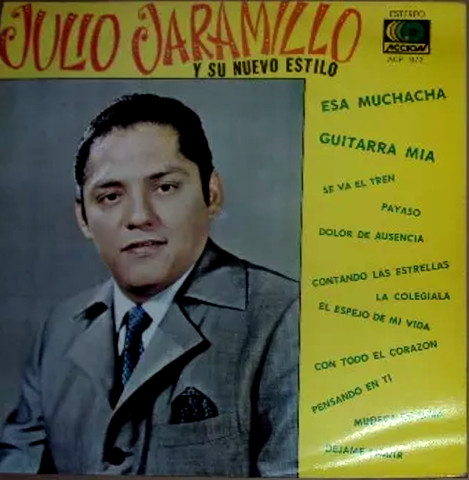 JULIO JARAMILLO
Y SU NUEVO ESTILO
ESTEREO
ACCION
ESA MUCHACHA
GUITARRA MIA
SE VA EL TREN
PAYASO
DOLOR DE AUSENCIA
CONTANDO LAS ESTRELLAS
LA COLEGIALA
EL ESPEJO DE MI VIDA
CON TODO EL CORAZON
PENSANDO EN TI
DEJAME